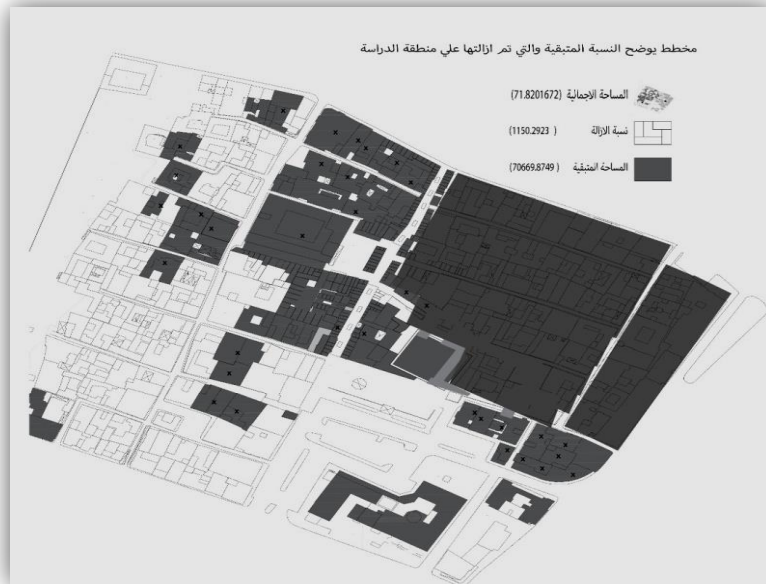 مخطط يوضح النسبة المتبقية والتي تم ازالتها علي منطقة الدراسة
المساحة الاجمالية (71.8201672)
نسبة الازالة (1150.2923 )
المساحة المتبقية (70669.8749 )